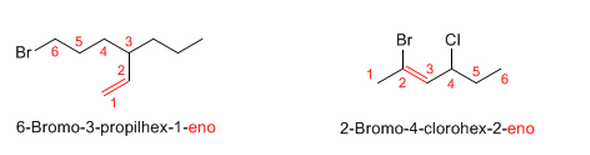 Br 6 5 4 3 2 1
6-Bromo-3-propilhex-1-eno
Br Cl
1 2 3 4 5 6
2-Bromo-4-clorohex-2-eno